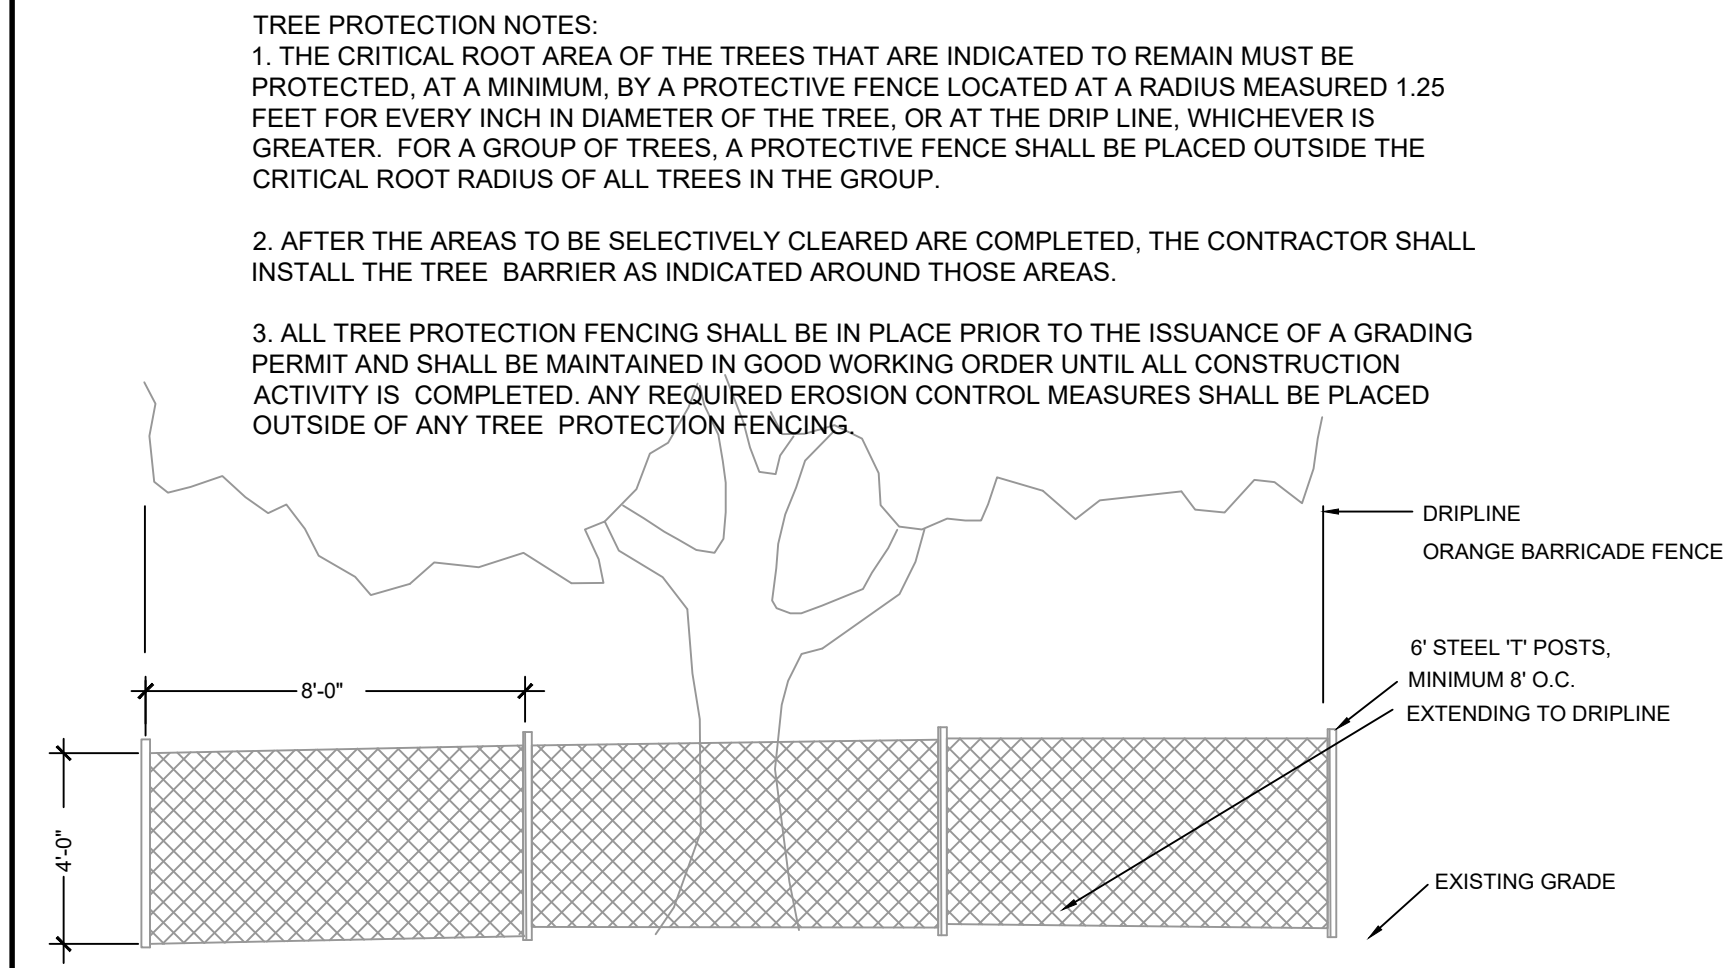 TREE PROTECTION NOTES:
1. THE CRITICAL ROOT AREA OF THE TREES THAT ARE INDICATED TO REMAIN MUST BE
PROTECTED, AT A MINIMUM, BY A PROTECTIVE FENCE LOCATED AT A RADIUS MEASURED 1.25
FEET FOR EVERY INCH IN DIAMETER OF THE TREE, OR AT THE DRIP LINE, WHICHEVER IS
GREATER. FOR A GROUP OF TREES, A PROTECTIVE FENCE SHALL BE PLACED OUTSIDE THE
CRITICAL ROOT RADIUS OF ALL TREES IN THE GROUP.
2. AFTER THE AREAS TO BE SELECTIVELY CLEARED ARE COMPLETED, THE CONTRACTOR SHALL
INSTALL THE TREE BARRIER AS INDICATED AROUND THOSE AREAS.
3. ALL TREE PROTECTION FENCING SHALL BE IN PLACE PRIOR TO THE ISSUANCE OF A GRADING
PERMIT AND SHALL BE MAINTAINED IN GOOD WORKING ORDER UNTIL ALL CONSTRUCTION
ACTIVITY IS COMPLETED. ANY REQUIRED EROSION CONTROL MEASURES SHALL BE PLACED
OUTSIDE OF ANY TREE PROTECTION FENCING.
DRIPLINE
ORANGE BARRICADE FENCE
6' STEEL 'T' POSTS,
MINIMUM 8' O.C.
EXTENDING TO DRIPLINE
8'-0"
4'-0"
EXISTING GRADE